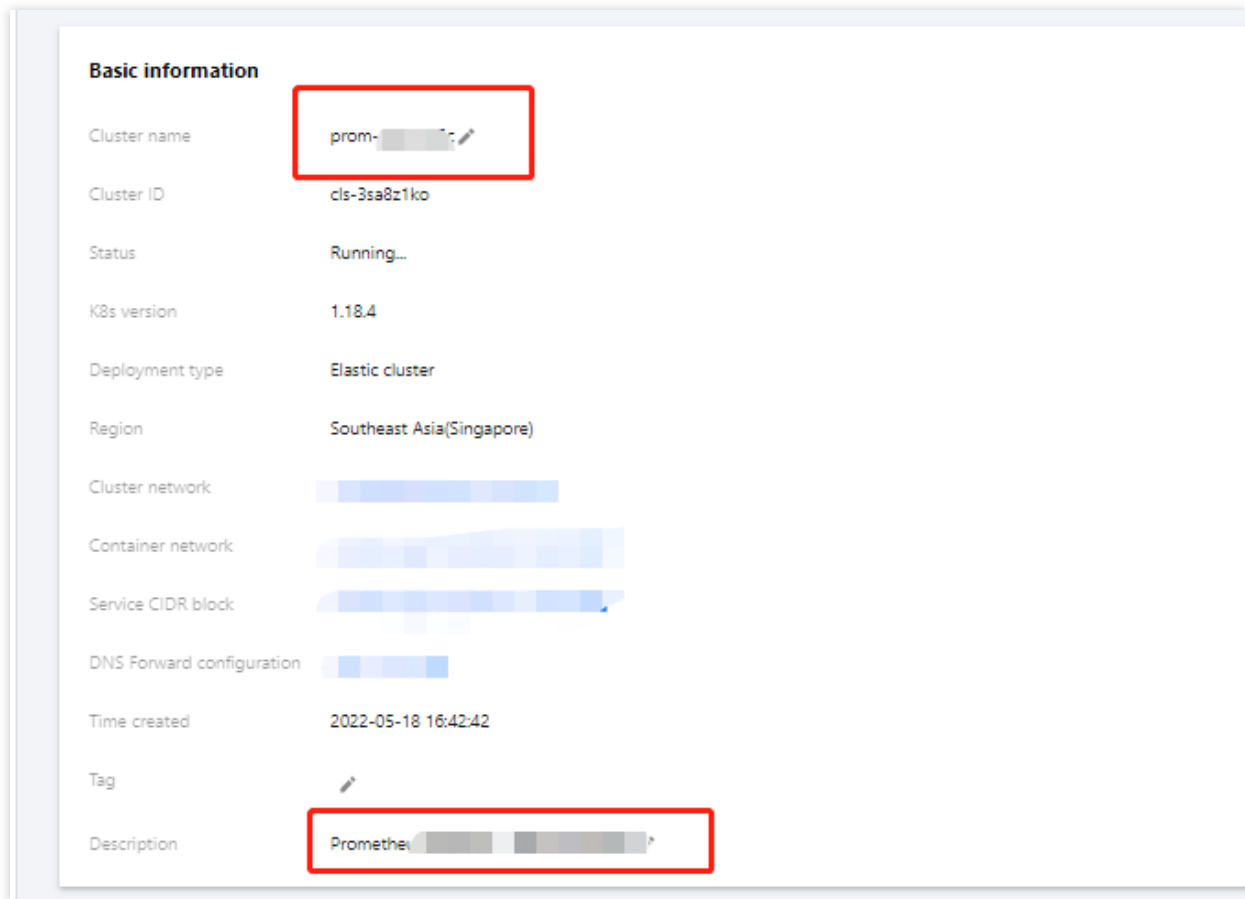 Basic information
Cluster name prom-
Cluster ID cls-3sa8z1ko
Status Running...
K8s version 1.18.4
Deployment type Elastic cluster
Region Southeast Asia(Singapore)
Cluster network
Container network
Service CIDR block
DNS Forward configuration
Time created 2022-05-18 16:42:42
Tag
Description